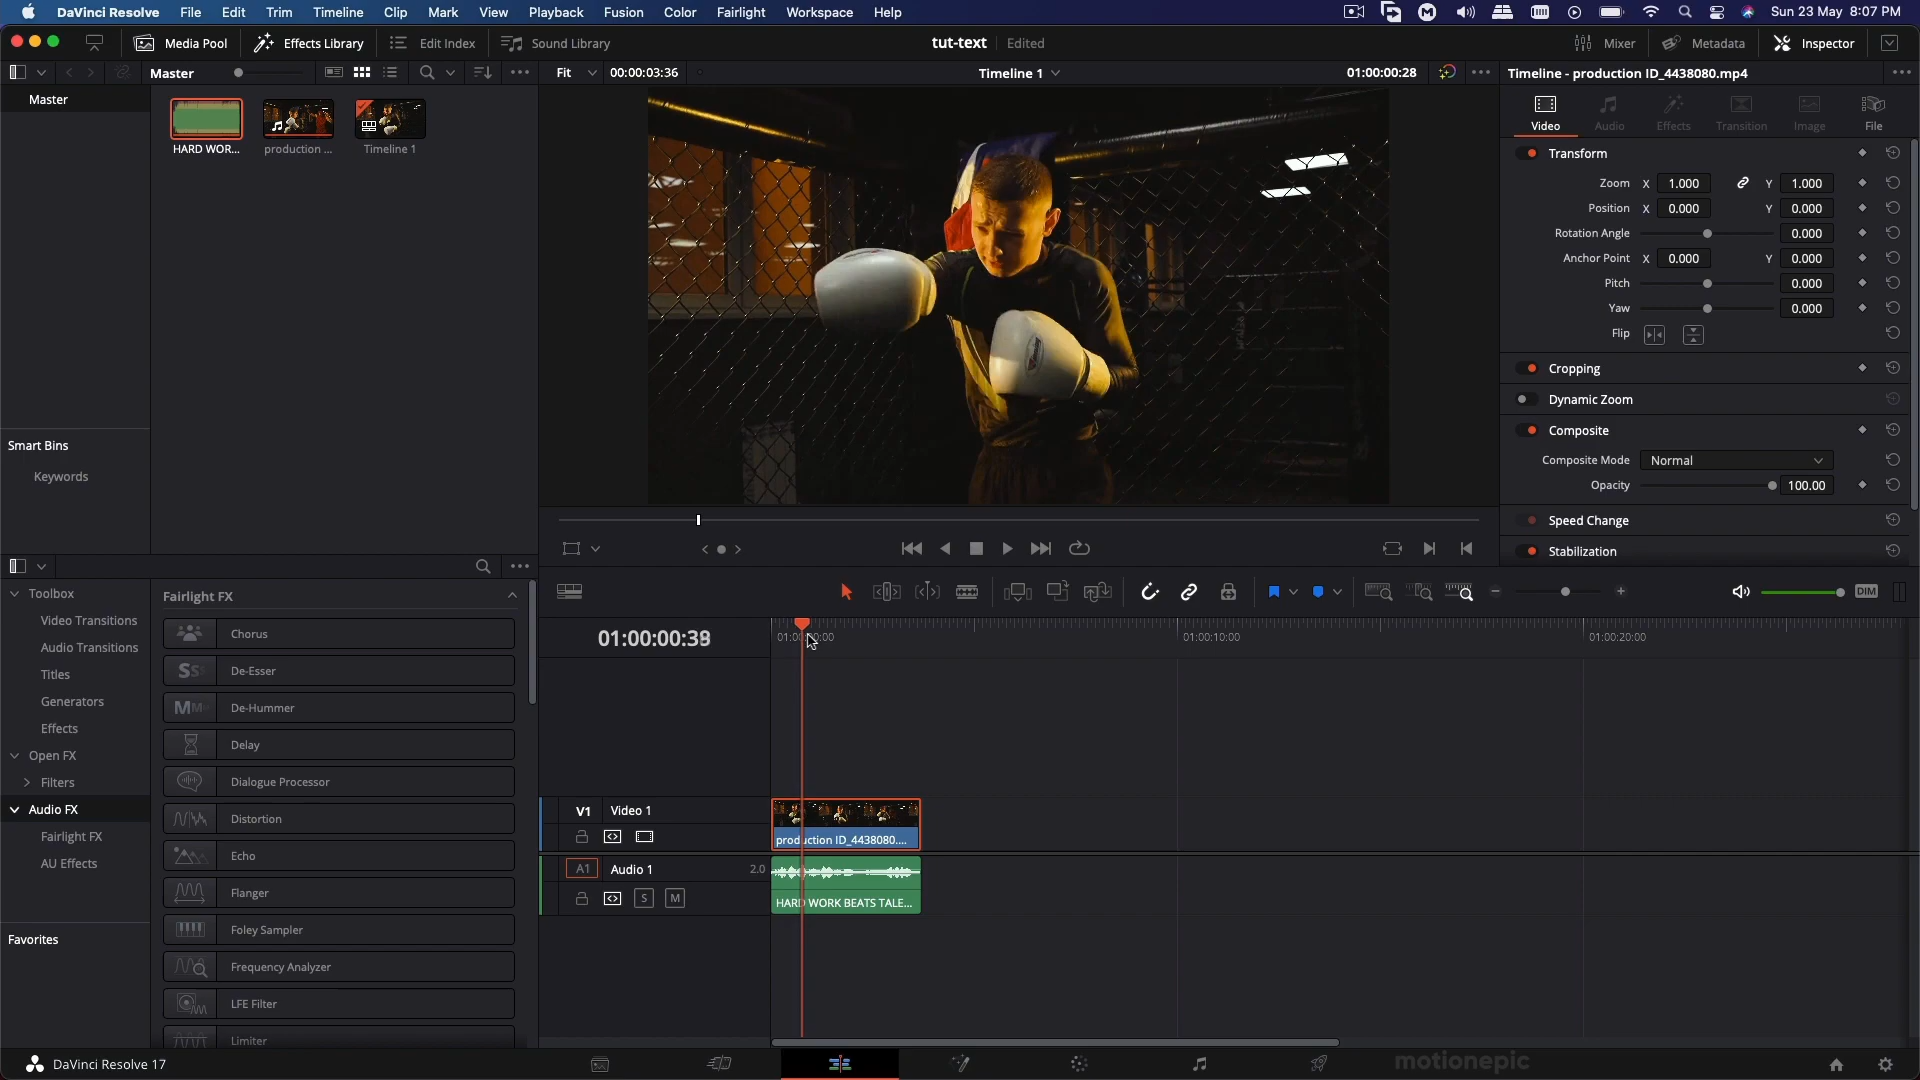 DaVinci Resolve File Edit Trim Timeline Clip Mark View Playback Fusion Color Fairlight Workspace Help Sun 23 May 8:07 PM
Media Pool Effects Library Edit Index Sound Library tut-text Edited Mixer Metadata Inspector
Master Fit 00:00:03:36 Timeline 1 01:00:00:28 Timeline - production ID_4438080.mp4
Master
HARD WOR... production ... Timeline 1
Video Audio Effects Transition Image File
Transform
Zoom X 1.000 Y 1.000
Position X 0.000 Y 0.000
Rotation Angle 0.000
Anchor Point X 0.000 Y 0.000
Pitch 0.000
Yaw 0.000
Flip
Cropping
Dynamic Zoom
Composite
Composite Mode Normal
Opacity 100.00
Speed Change
Stabilization
Smart Bins
Keywords
Toolbox
Video Transitions
Audio Transitions
Titles
Generators
Effects
Open FX
Filters
Audio FX
Fairlight FX
AU Effects
Favorites
Fairlight FX
Chorus
De-Esser
De-Hummer
Delay
Dialogue Processor
Distortion
Echo
Flanger
Foley Sampler
Frequency Analyzer
LFE Filter
Limiter
DIM
01:00:10:00 01:00:20:00
V1 Video 1
production ID_4438080....
A1 Audio 1 2.0
S M
HARD WORK BEATS TALE...
DaVinci Resolve 17
motionepic